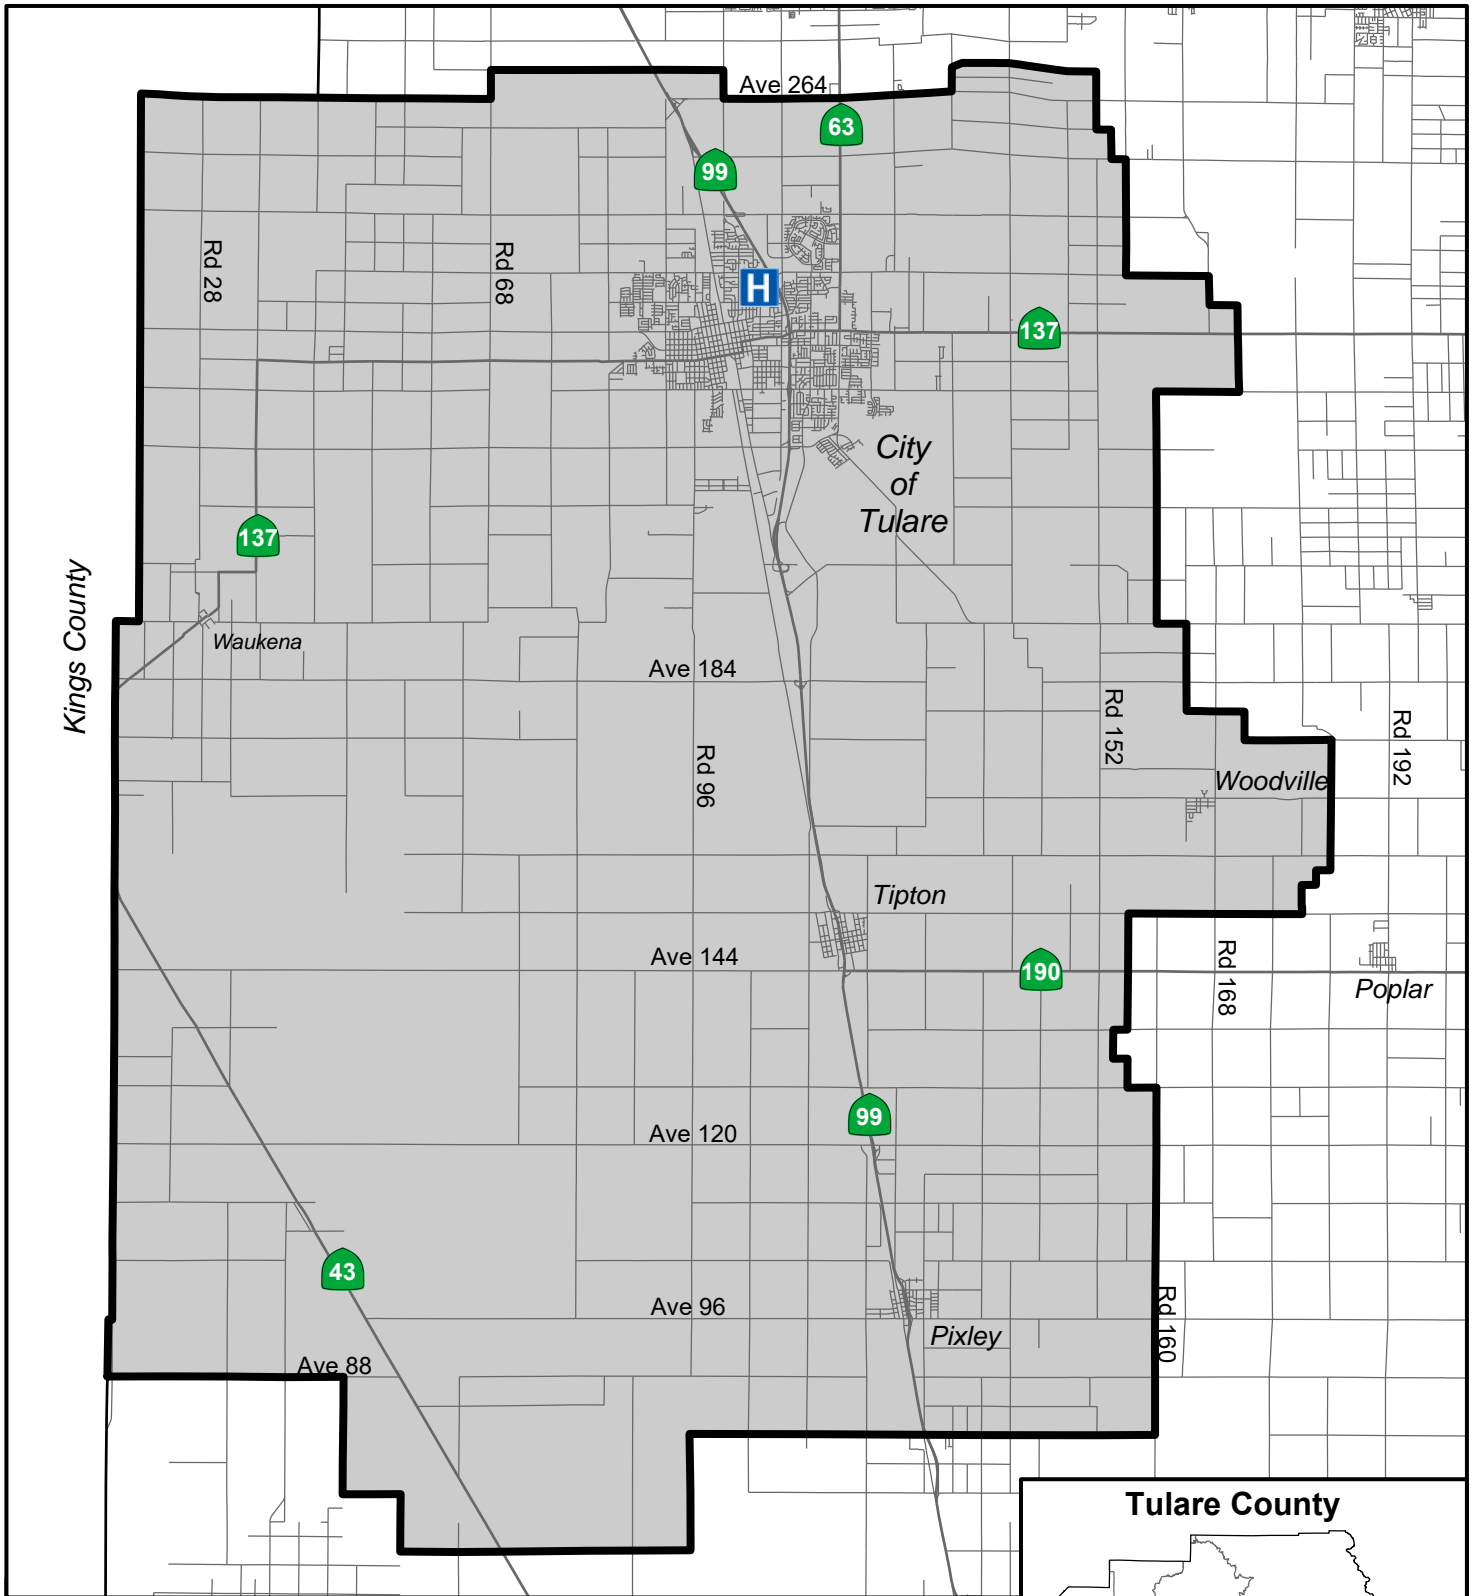 Ave 264
63
99
Rd 28
Rd 68
H
137
City
of
Tulare
137
Kings County
Waukena
Ave 184
Rd 152
Rd 192
Rd 96
Woodville
Tipton
Ave 144
190
Rd 168
Poplar
99
Ave 120
43
Ave 96
Pixley
Rd 160
Ave 88
Tulare County